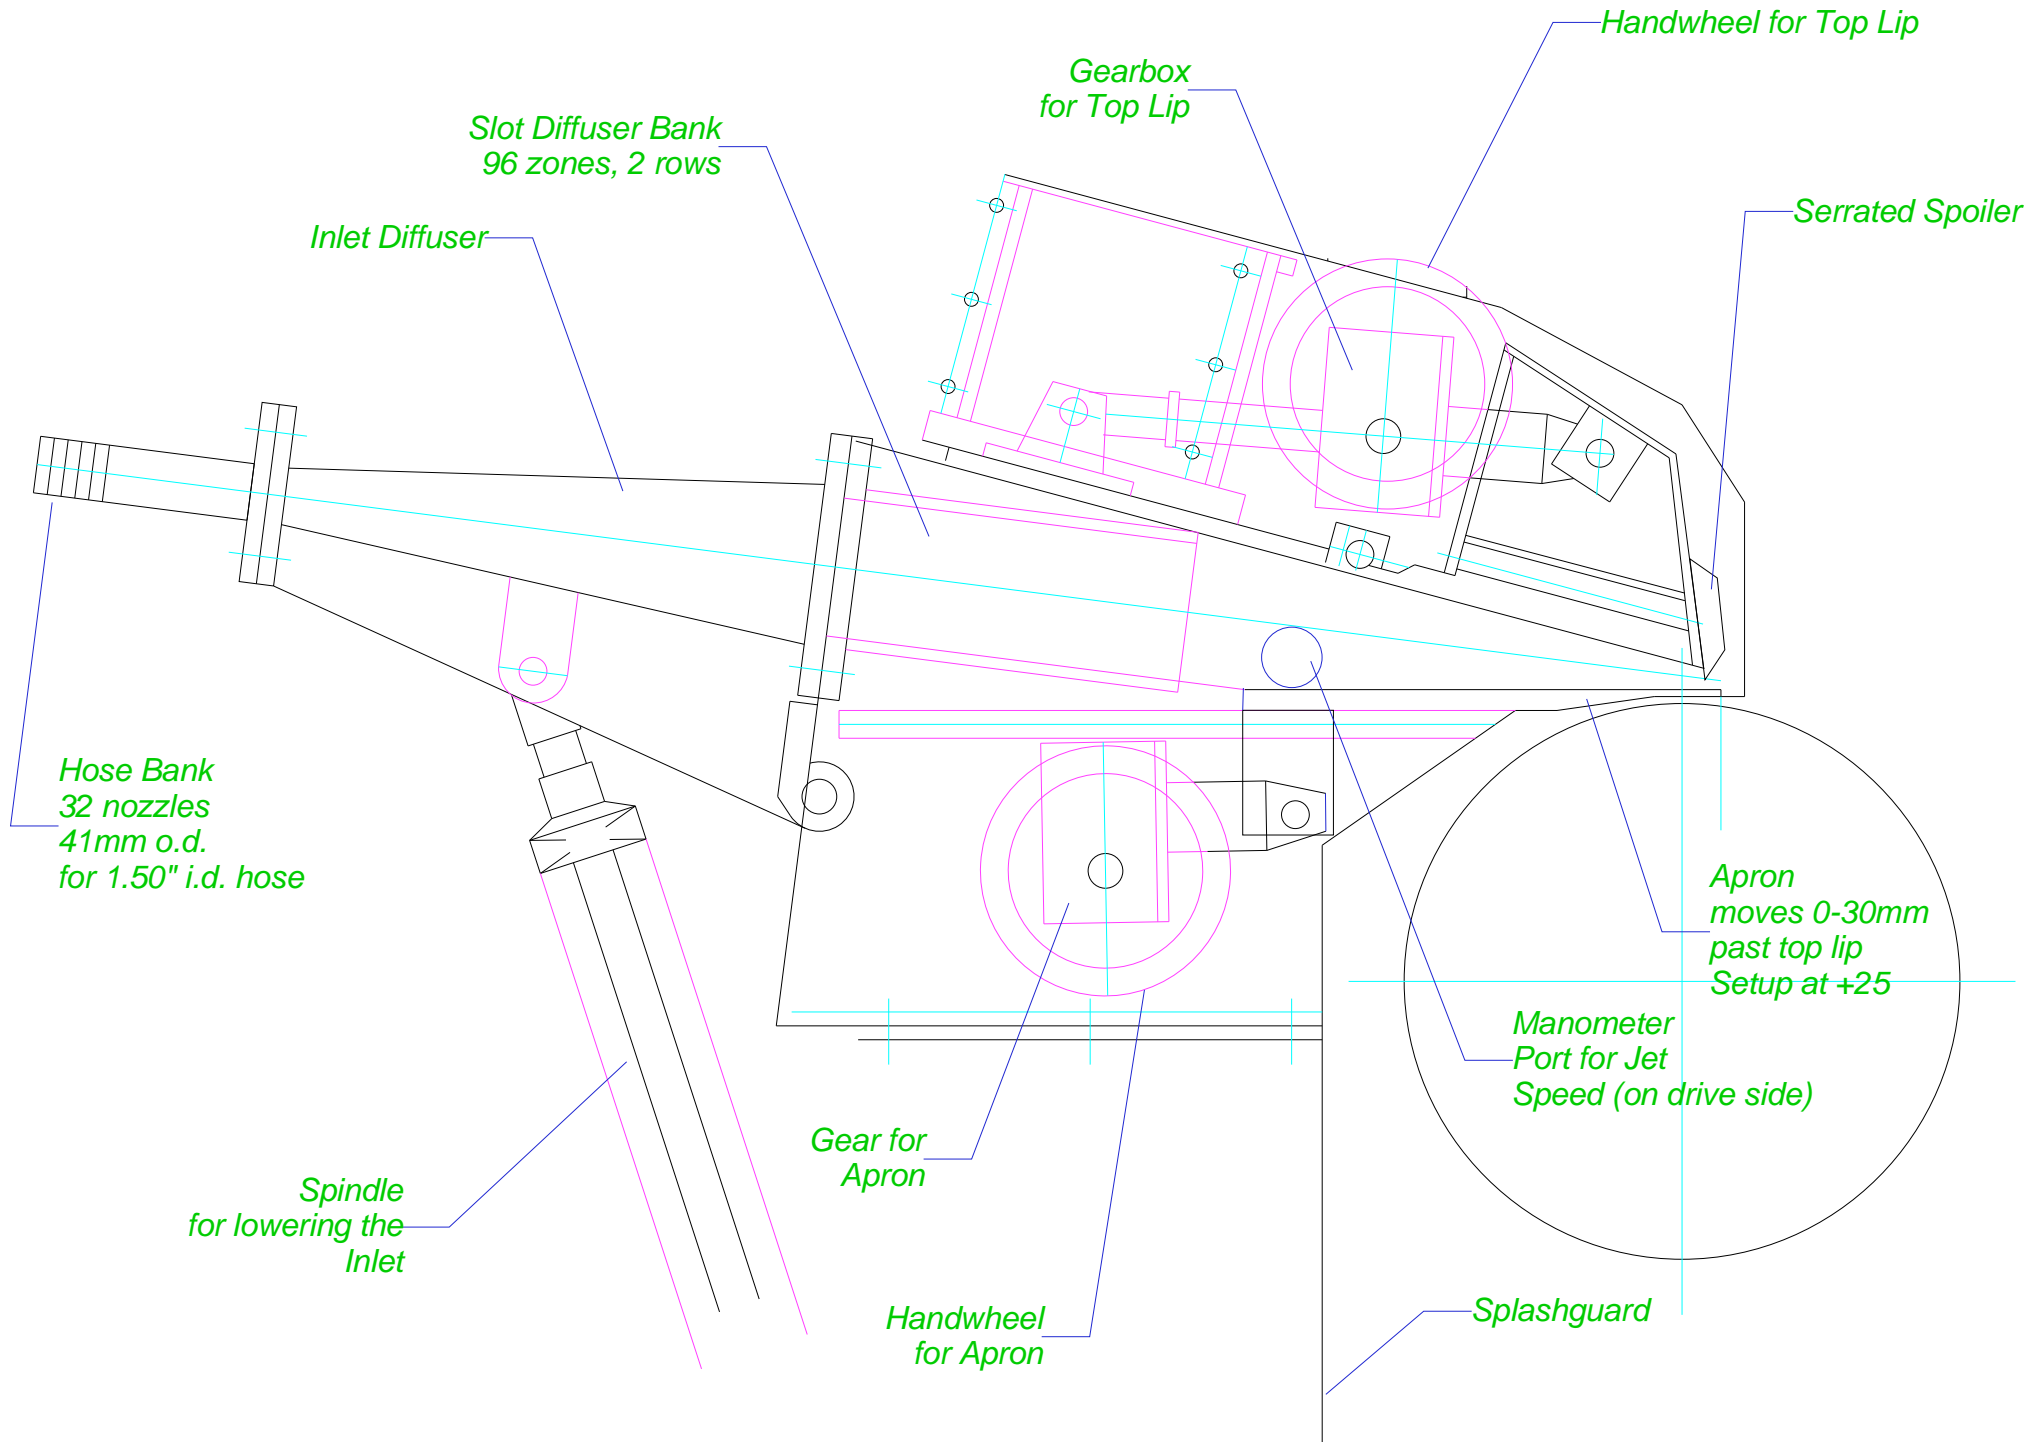 Handwheel for Top Lip
Gearbox
for Top Lip
Slot Diffuser Bank
96 zones, 2 rows
Serrated Spoiler
Inlet Diffuser
Hose Bank
32 nozzles
41mm o.d.
for 1.50" i.d. hose
Apron
moves 0-30mm
past top lip
Setup at +25
Manometer
Port for Jet
Speed (on drive side)
Gear for
Apron
Spindle
for lowering the
Inlet
Handwheel
for Apron
Splashguard